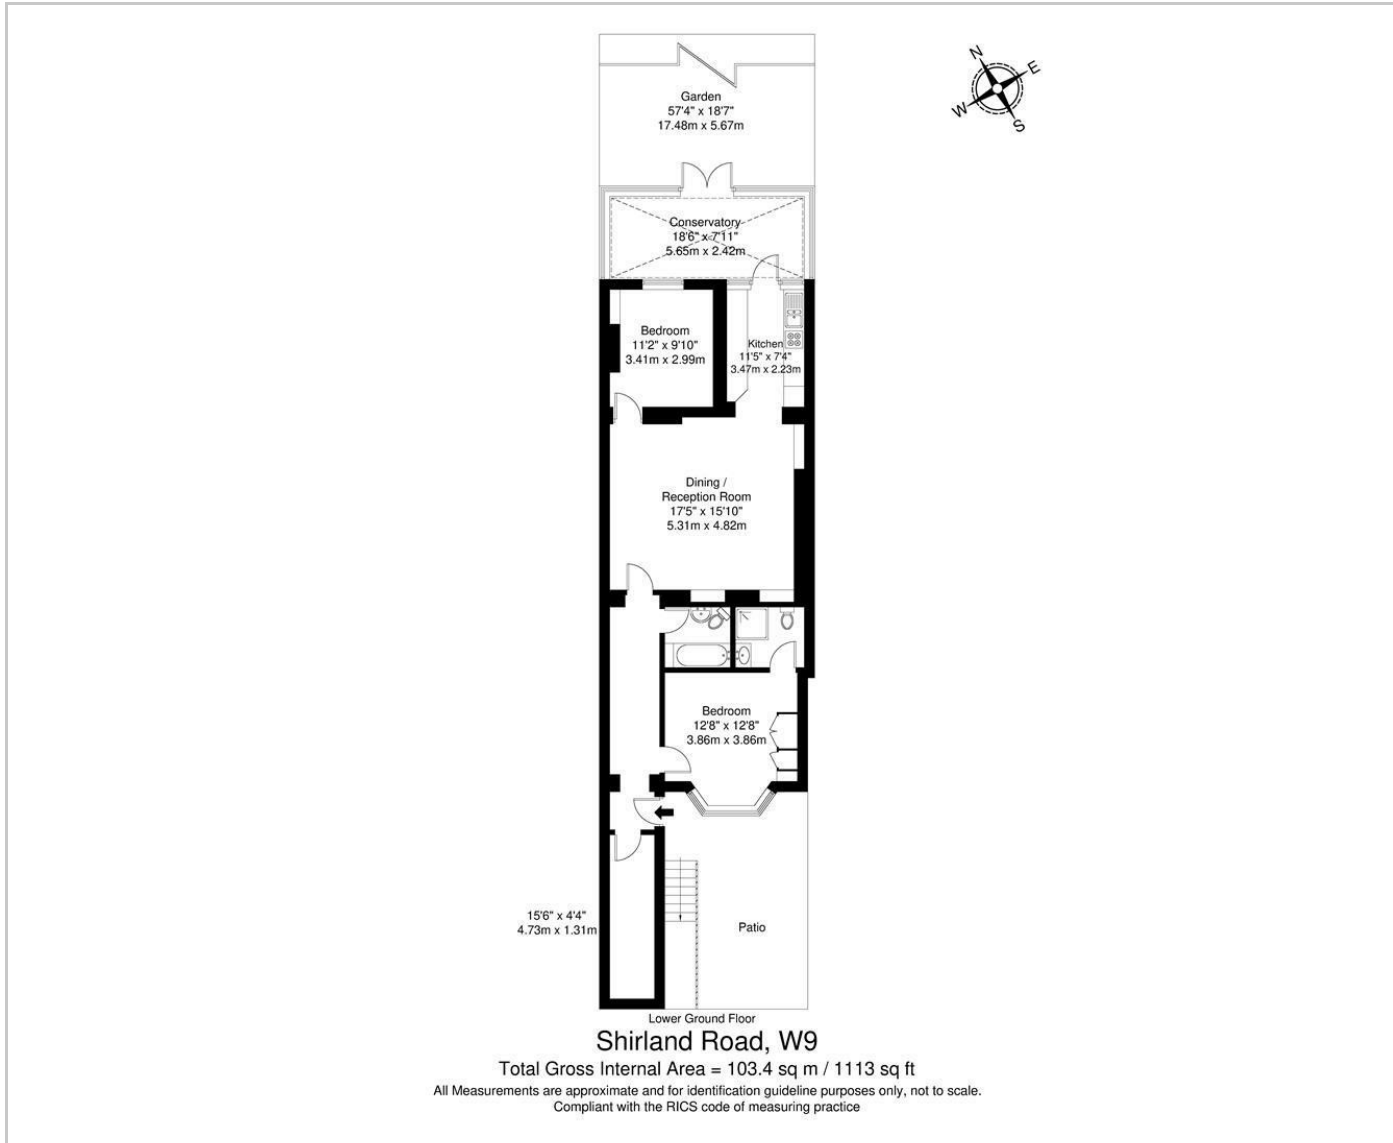 N
E
W
S
Garden
57'4" x 18'7"
17.48m x 5.67m
Conservatory
18'6" x 7'11"
5.65m x 2.42m
Bedroom
11'2" x 9'10"
3.41m x 2.99m
Kitchen
11'5" x 7'4"
3.47m x 2.23m
Dining /
Reception Room
17'5" x 15'10"
5.31m x 4.82m
Bedroom
12'8" x 12'8"
3.86m x 3.86m
15'6" x 4'4"
4.73m x 1.31m
Patio
Lower Ground Floor
Shirland Road, W9
Total Gross Internal Area = 103.4 sq m / 1113 sq ft
All Measurements are approximate and for identification guideline purposes only, not to scale.
Compliant with the RICS code of measuring practice